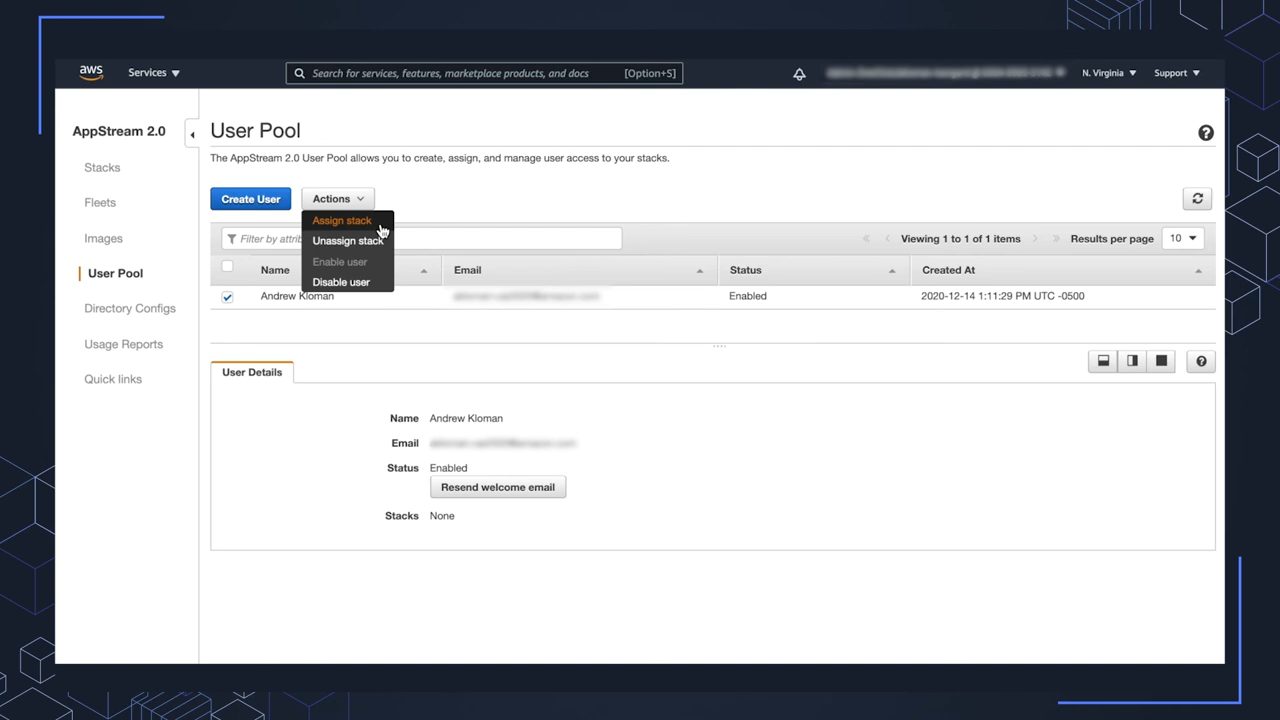 aws
Services
Search for services, features, marketplace products, and docs [Option+S]
N. Virginia
Support
AppStream 2.0
Stacks
Fleets
Images
User Pool
Directory Configs
Usage Reports
Quick links
User Pool
The AppStream 2.0 User Pool allows you to create, assign, and manage user access to your stacks.
Create User
Actions
Assign stack
Unassign stack
Enable user
Disable user
Filter by
Viewing 1 to 1 of 1 items
Results per page 10
Name Email Status Created At
Andrew Kloman Enabled 2020-12-14 1:11:29 PM UTC -0500
User Details
Name Andrew Kloman
Email
Status Enabled
Resend welcome email
Stacks None